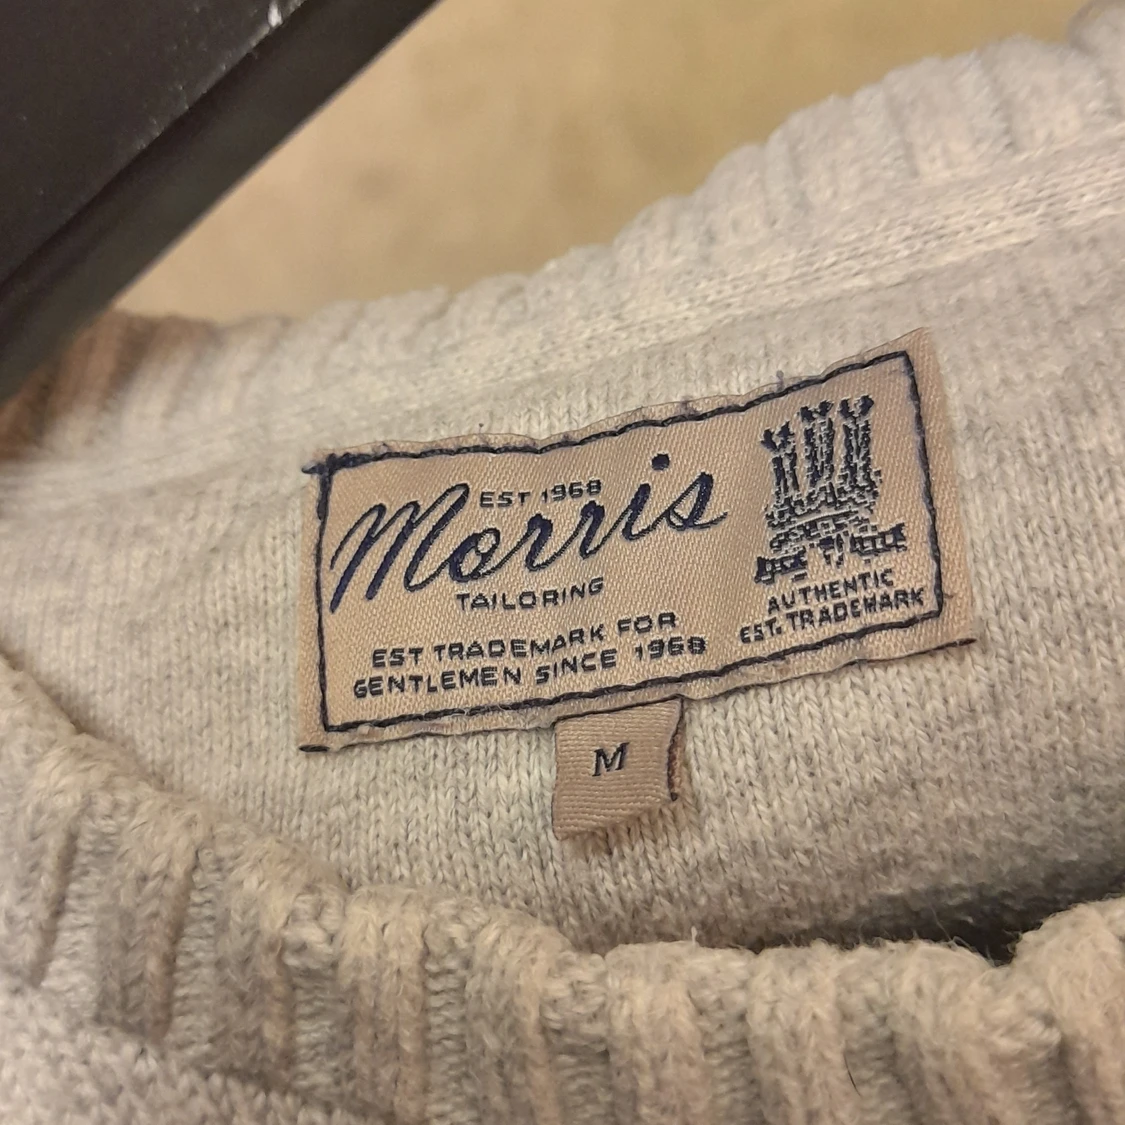 EST 1968
Morris
TAILORING
EST TRADEMARK FOR
GENTLEMEN SINCE 1968
AUTHENTIC
EST. TRADEMARK
M